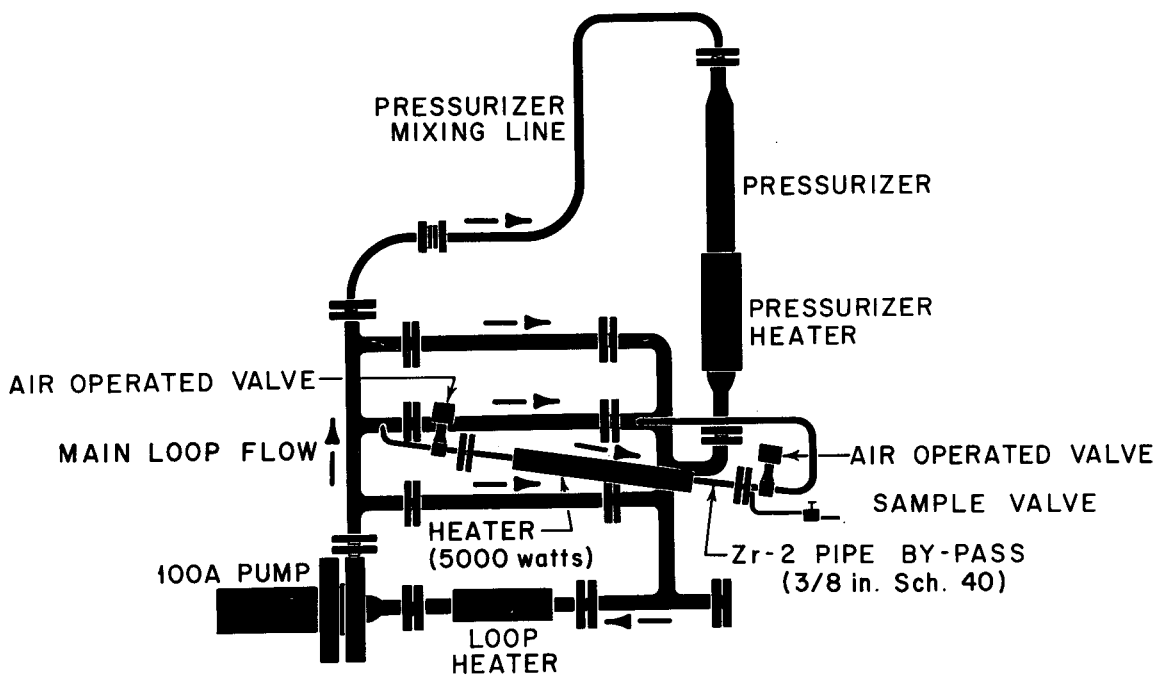 PRESSURIZER
MIXING LINE
PRESSURIZER
PRESSURIZER
HEATER
AIR OPERATED VALVE
MAIN LOOP FLOW
AIR OPERATED VALVE
SAMPLE VALVE
HEATER
(5000 watts)
Zr-2 PIPE BY-PASS
(3/8 in. Sch. 40)
100A PUMP
LOOP
HEATER